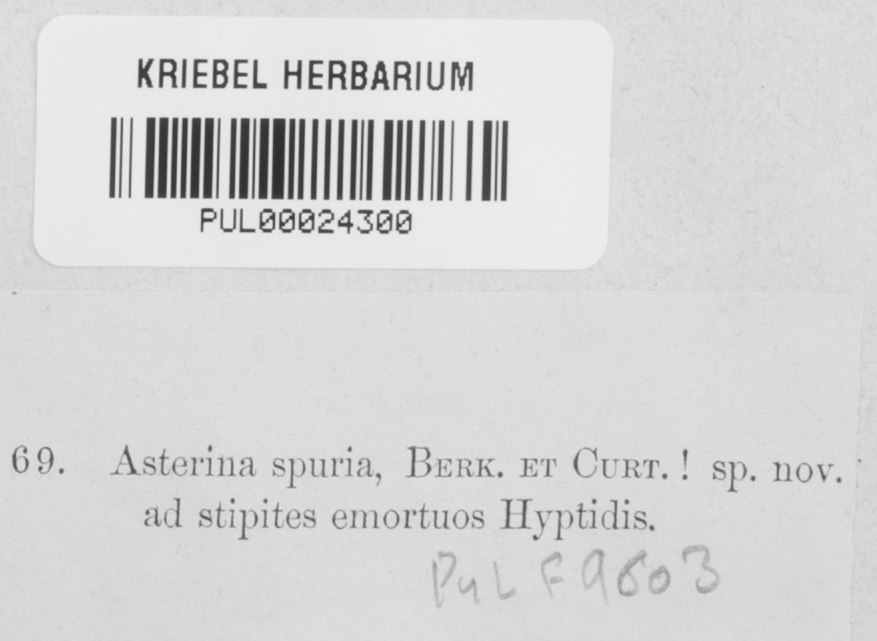 KRIEBEL HERBARIUM
PUL00024300
69. Asterina spuria, BERK. ET CURT. ! sp. nov.
ad stipites emortuos Hyptidis.
PUL F9603